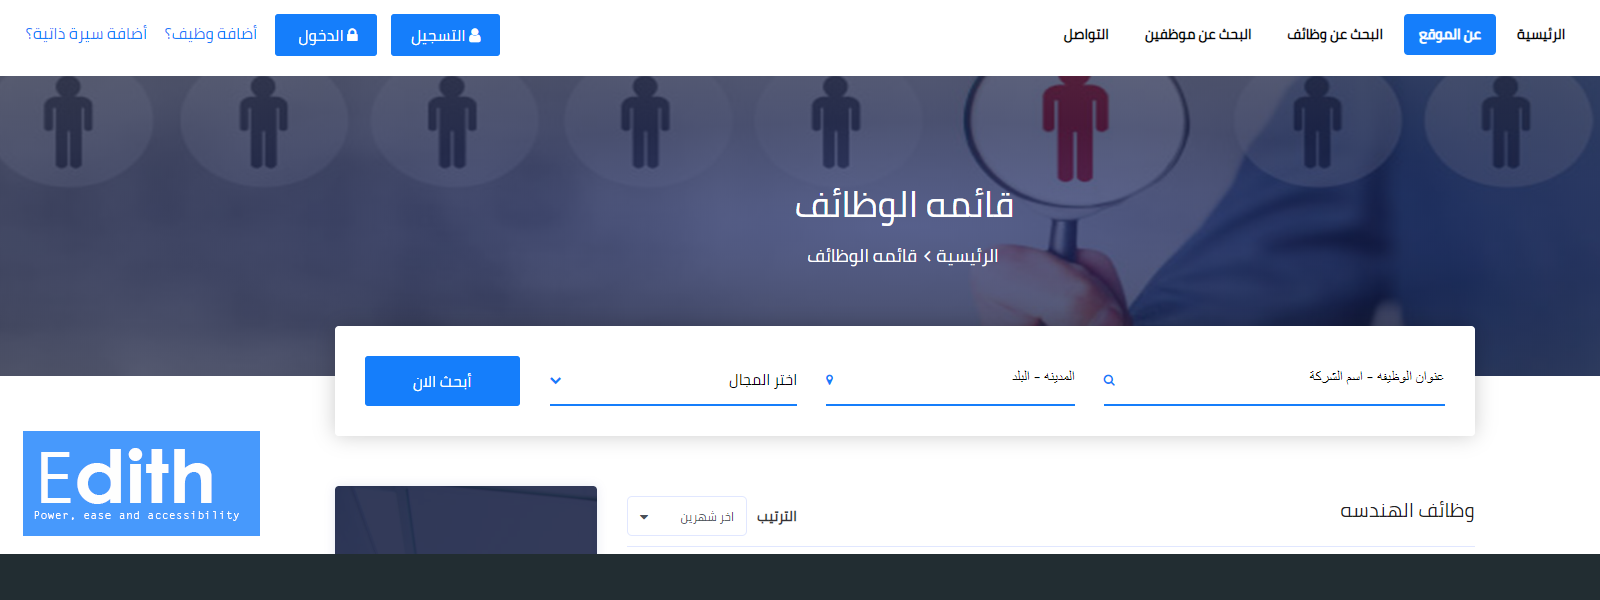 الرئيسية
عن الموقع
البحث عن وظائف
البحث عن موظفين
التواصل
التسجيل
الدخول
أضافة وظيف؟
أضافة سيرة ذاتية؟
قائمه الوظائف
الرئيسية > قائمه الوظائف
عنوان الوظيفه - اسم الشركة
المدينه - البلد
اختر المجال
أبحث الان
وظائف الهندسه
الترتيب
اخر شهرين
Edith
Power, ease and accessibility